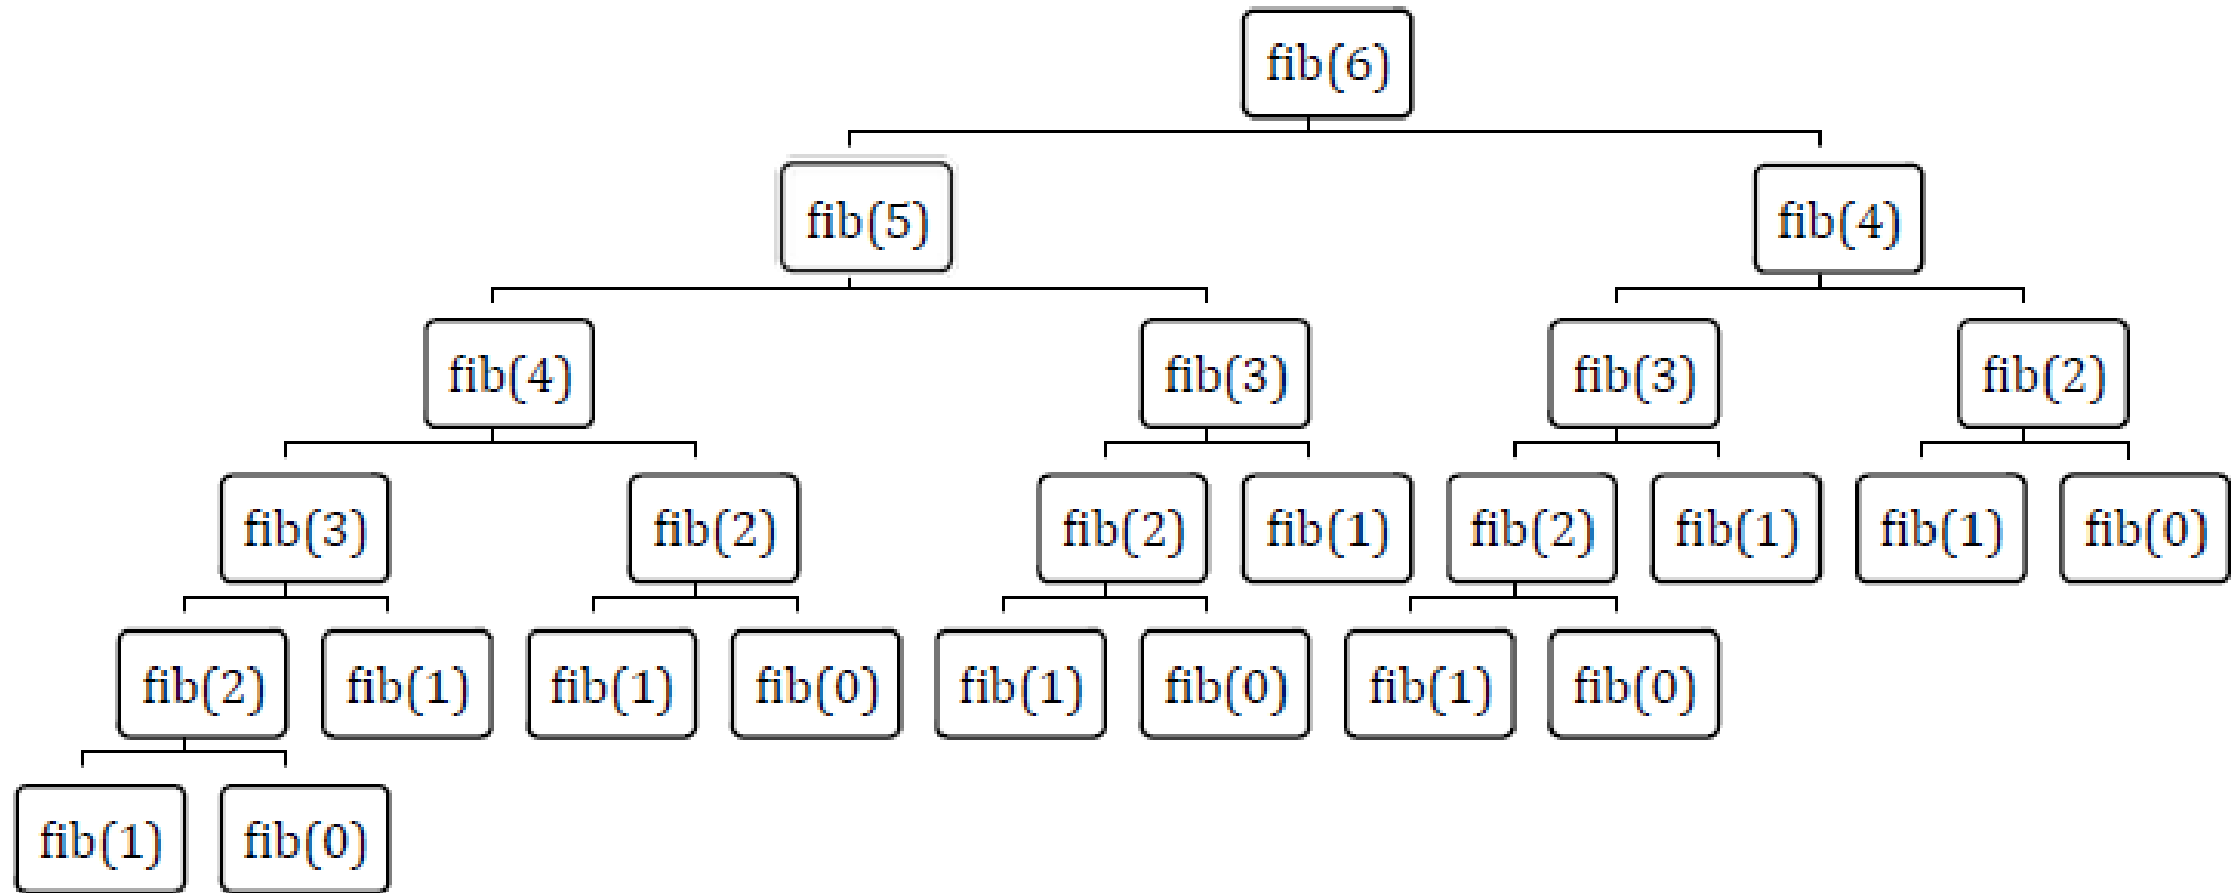 fib(6)
fib(5) fib(4)
fib(4) fib(3) fib(3) fib(2)
fib(3) fib(2) fib(2) fib(1) fib(2) fib(1) fib(1) fib(0)
fib(2) fib(1) fib(1) fib(0) fib(1) fib(0) fib(1) fib(0)
fib(1) fib(0)